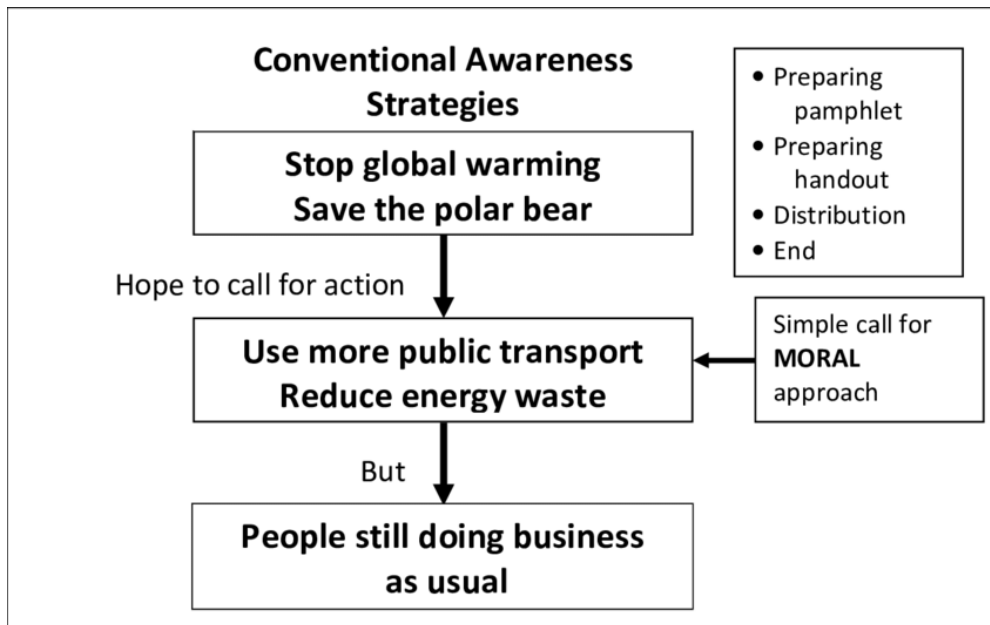 Conventional Awareness
Strategies
Stop global warming
Save the polar bear
Hope to call for action
Use more public transport
Reduce energy waste
But
People still doing business
as usual
• Preparing
pamphlet
• Preparing
handout
• Distribution
• End
Simple call for
MORAL
approach